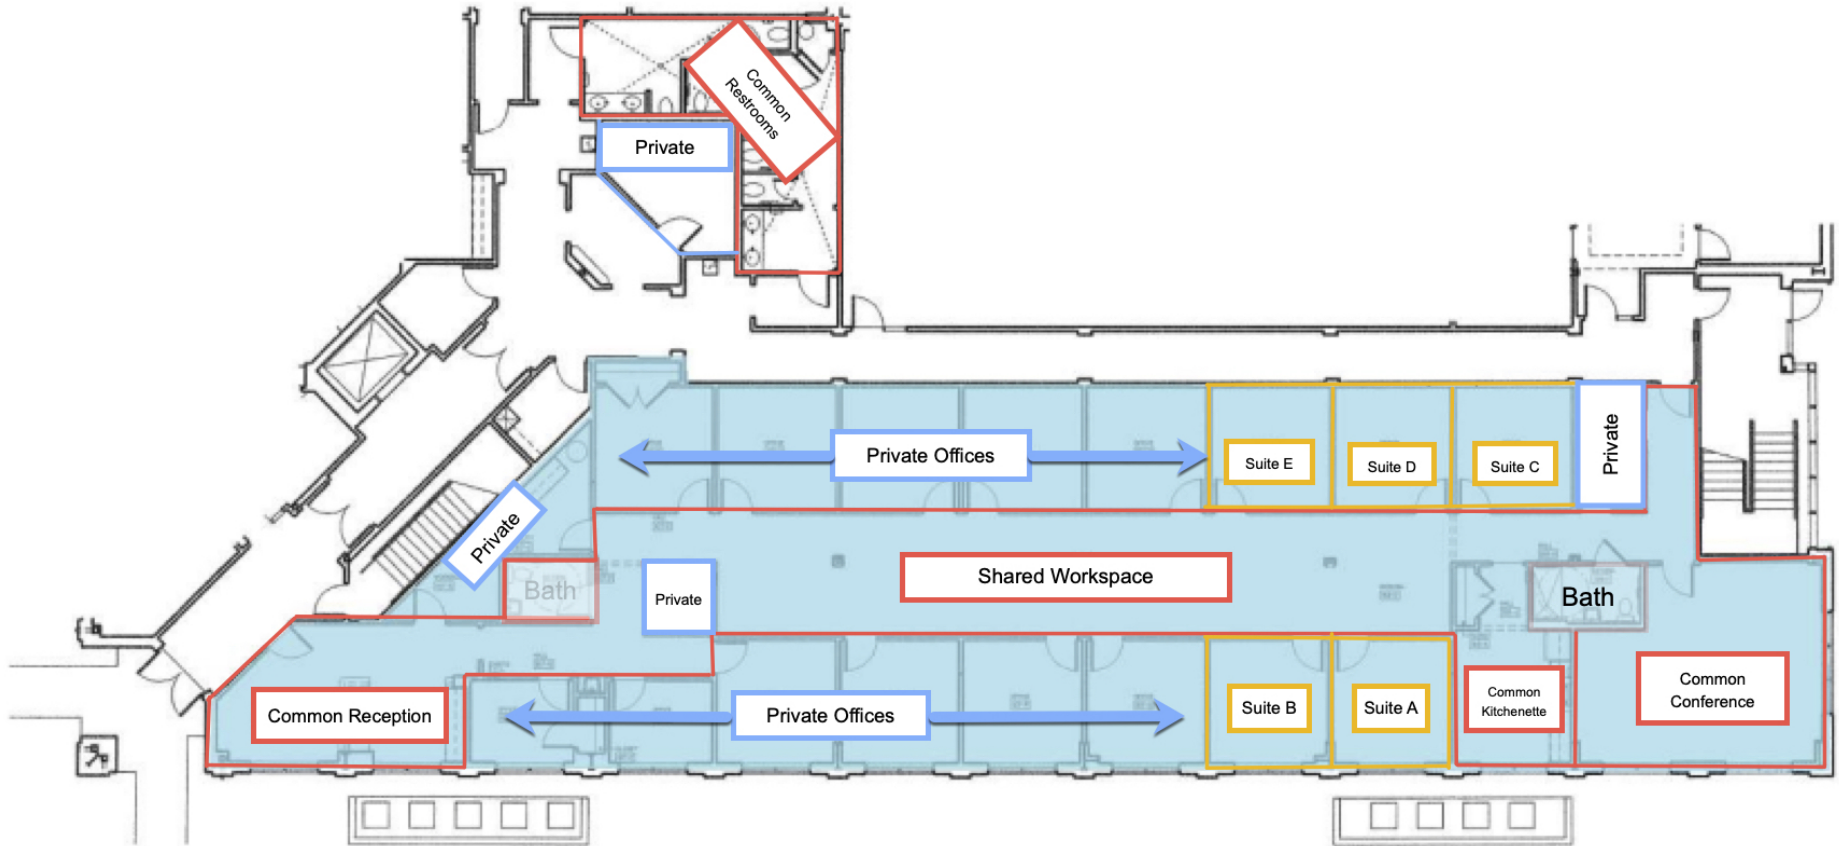 Common
Restrooms
Private
Private Offices
Suite E
Suite D
Suite C
Private
Private
Bath
Private
Shared Workspace
Bath
Common Reception
Private Offices
Suite B
Suite A
Common
Kitchenette
Common
Conference